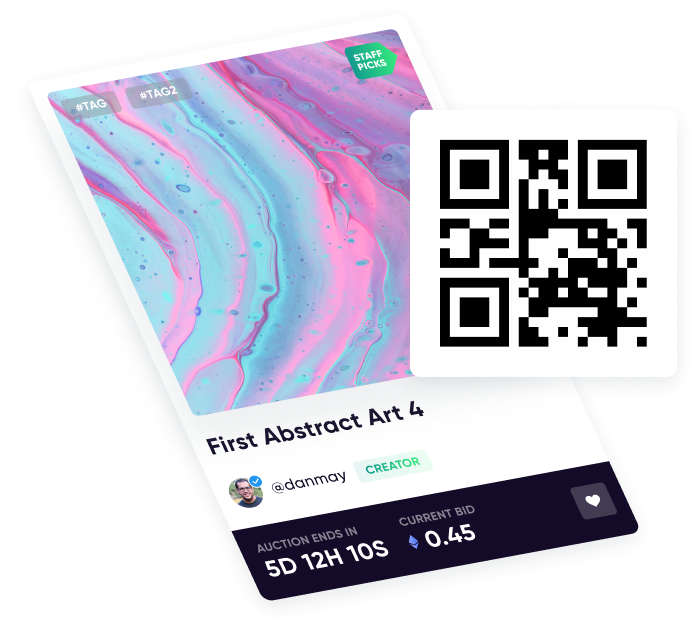 #TAG
#TAG2
STAFF
PICKS
First Abstract Art 4
@danmay
CREATOR
AUCTION ENDS IN
5D 12H 10S
CURRENT BID
0.45